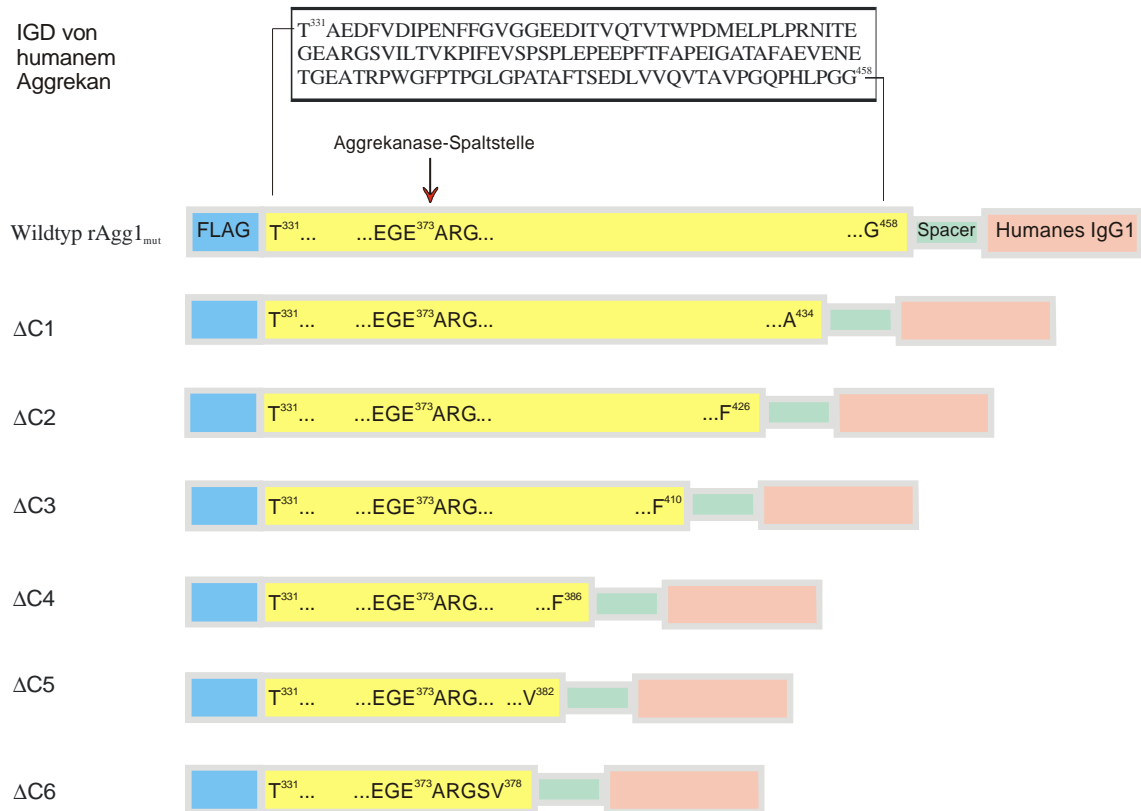 IGD von
humanem
Aggrekan
T³³¹AEDFVDIPENFFGVGGEEDITVQTVTWPDMELPLPRNITE
GEARGSVILTVKPIFEVSPSPLEPEEPFTFAPEIGATAFAEVENE
TGEATRPWGFPTPGLGPATAFTSEDLVVQVTAVPGQPHLPGG⁴⁵⁸
Aggrekanase-Spaltstelle
Wildtyp rAgg1mut FLAG T³³¹... ...EGE³⁷³ARG... ...G⁴⁵⁸ Spacer Humanes IgG1
ΔC1 T³³¹... ...EGE³⁷³ARG... ...A⁴³⁴
ΔC2 T³³¹... ...EGE³⁷³ARG... ...F⁴²⁶
ΔC3 T³³¹... ...EGE³⁷³ARG... ...F⁴¹⁰
ΔC4 T³³¹... ...EGE³⁷³ARG... ...F³⁸⁶
ΔC5 T³³¹... ...EGE³⁷³ARG... ...V³⁸²
ΔC6 T³³¹... ...EGE³⁷³ARGSV³⁷⁸